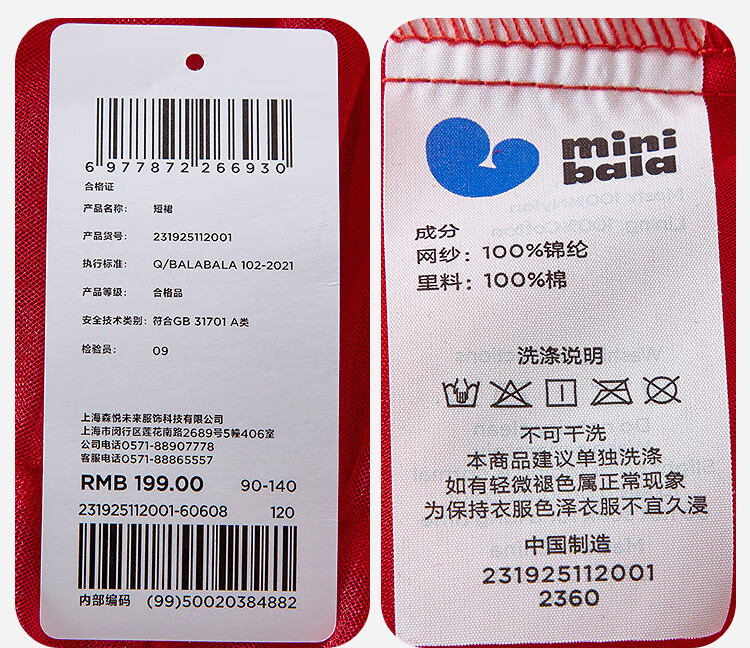 6 977872 266930
合格证
产品名称： 短裙
产品货号： 231925112001
执行标准： Q/BALABALA 102-2021
产品等级： 合格品
安全技术类别： 符合GB 31701 A类
检验员： 09
上海森悦未来服饰科技有限公司
上海市闵行区莲花南路2689号5幢406室
公司电话0571-88907778
客服电话0571-88865557
RMB 199.00 90-140
231925112001-60608 120
内部编码 (99)50020384882
mini
bala
成分
网纱：100%锦纶
里料：100%棉
洗涤说明
不可干洗
本商品建议单独洗涤
如有轻微褪色属正常现象
为保持衣服色泽衣服不宜久浸
中国制造
231925112001
2360